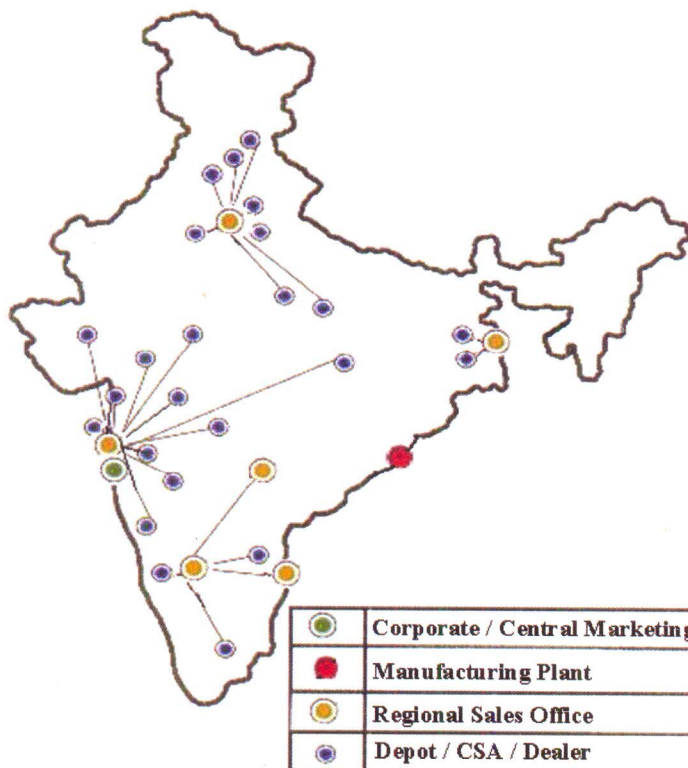 Corporate / Central Marketing
Manufacturing Plant
Regional Sales Office
Depot / CSA / Dealer